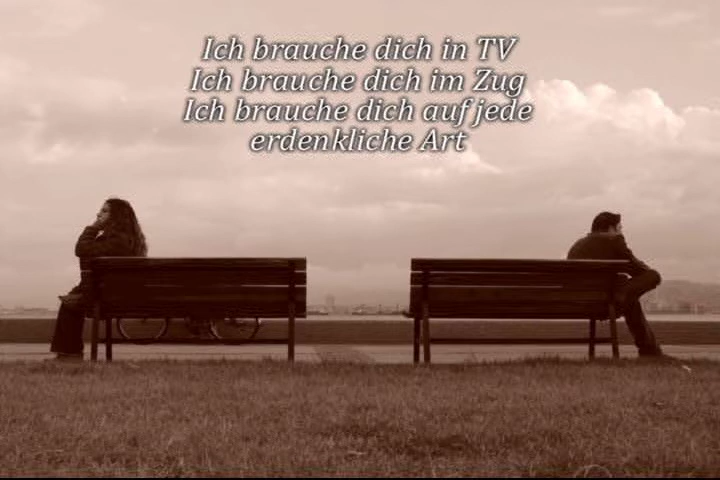 Ich brauche dich in TV
Ich brauche dich im Zug
Ich brauche dich auf jede
erdenkliche Art